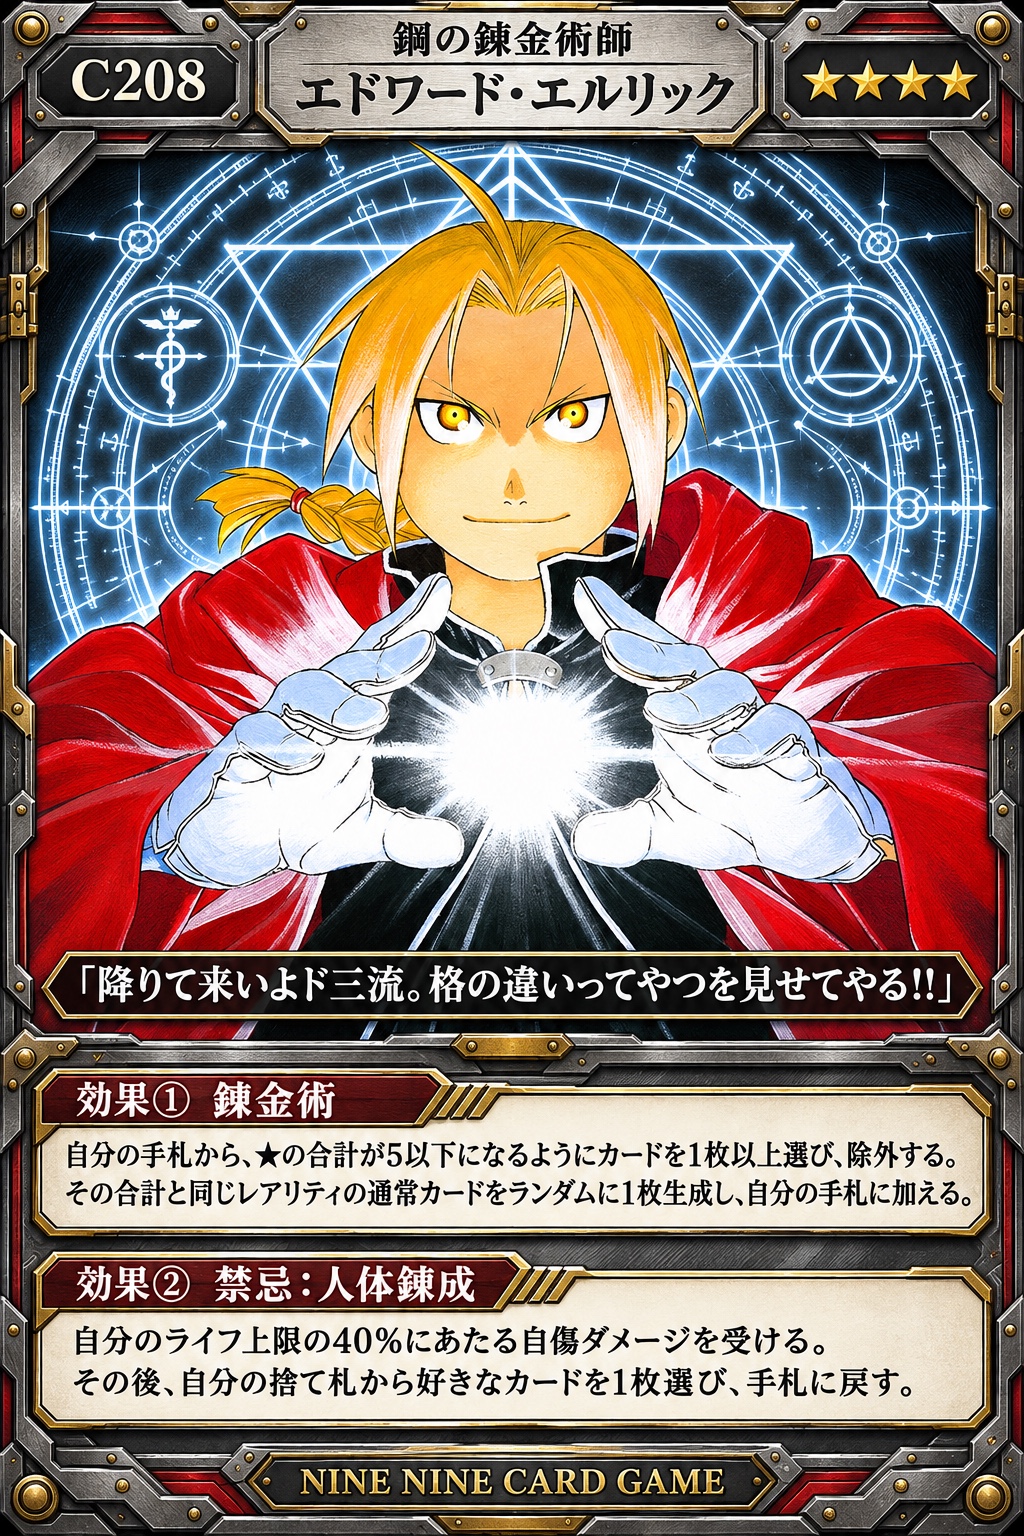 C208
鋼の錬金術師
エドワード・エルリック
★★★★
「降りて来いよド三流。格の違いってやつを見せてやる!!」
効果① 錬金術
自分の手札から、★の合計が5以下になるようにカードを1枚以上選び、除外する。
その合計と同じレアリティの通常カードをランダムに1枚生成し、自分の手札に加える。
効果② 禁忌：人体錬成
自分のライフ上限の40%にあたる自傷ダメージを受ける。
その後、自分の捨て札から好きなカードを1枚選び、手札に戻す。
NINE NINE CARD GAME